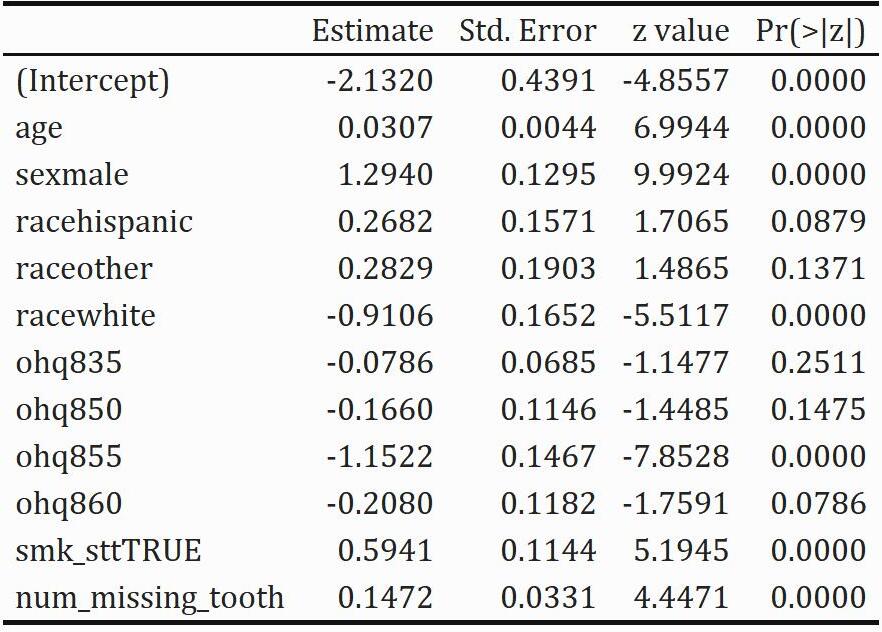 Estimate Std. Error z value Pr(>|z|)
(Intercept) -2.1320 0.4391 -4.8557 0.0000
age 0.0307 0.0044 6.9944 0.0000
sexmale 1.2940 0.1295 9.9924 0.0000
racehispanic 0.2682 0.1571 1.7065 0.0879
raceother 0.2829 0.1903 1.4865 0.1371
racewhite -0.9106 0.1652 -5.5117 0.0000
ohq835 -0.0786 0.0685 -1.1477 0.2511
ohq850 -0.1660 0.1146 -1.4485 0.1475
ohq855 -1.1522 0.1467 -7.8528 0.0000
ohq860 -0.2080 0.1182 -1.7591 0.0786
smk_sttTRUE 0.5941 0.1144 5.1945 0.0000
num_missing_tooth 0.1472 0.0331 4.4471 0.0000